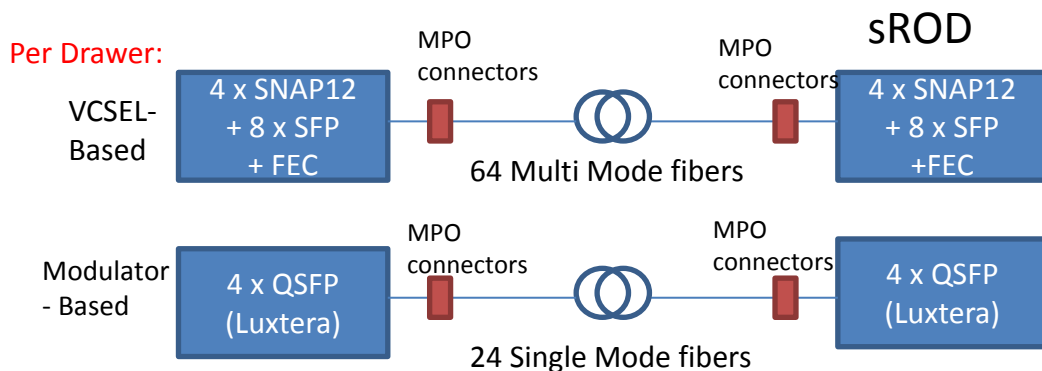 sROD
Per Drawer:
MPO
connectors
MPO
connectors
VCSEL-
Based
4 x SNAP12
+ 8 x SFP
+ FEC
4 x SNAP12
+ 8 x SFP
+FEC
64 Multi Mode fibers
MPO
connectors
MPO
connectors
Modulator
- Based
4 x QSFP
(Luxtera)
4 x QSFP
(Luxtera)
24 Single Mode fibers